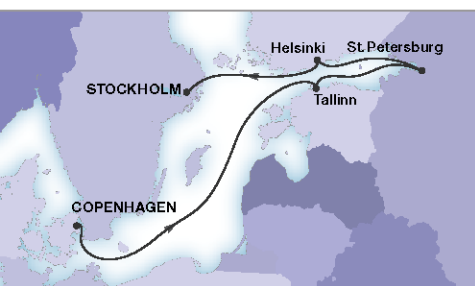 Helsinki
St. Petersburg
STOCKHOLM
Tallinn
COPENHAGEN